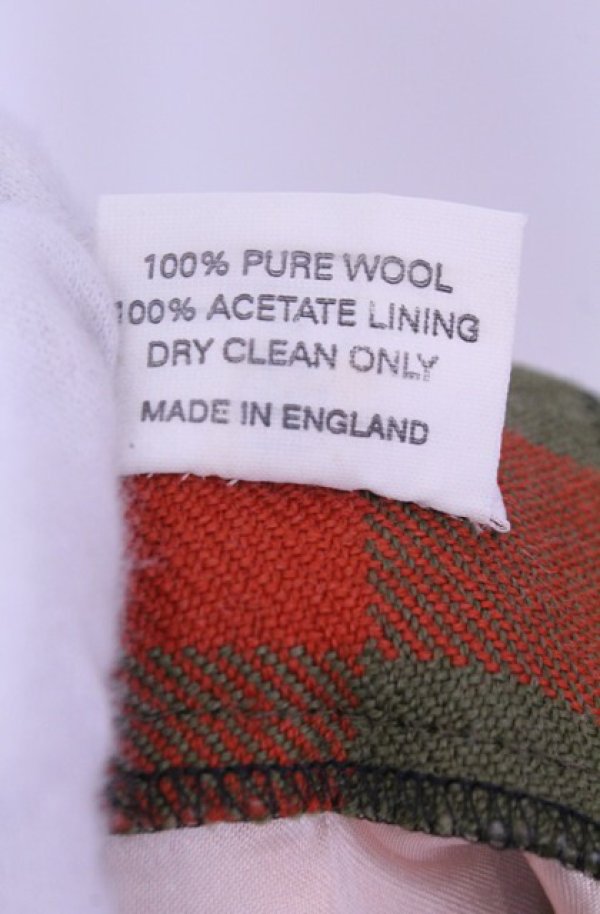 100% PURE WOOL
100% ACETATE LINING
DRY CLEAN ONLY
MADE IN ENGLAND